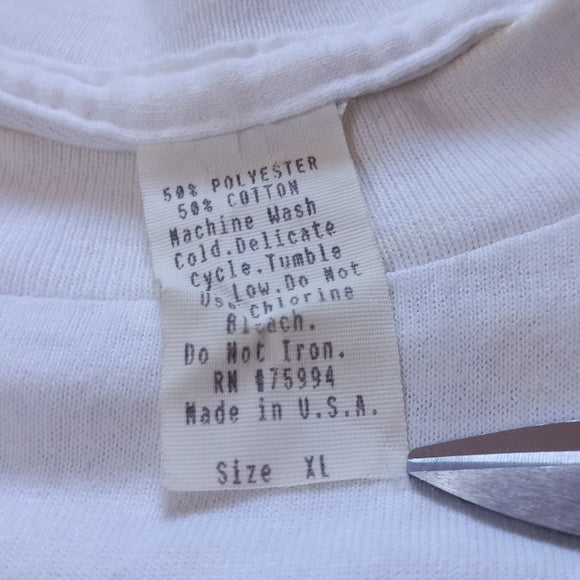 50% POLYESTER
50% COTTON
Machine Wash
Cold.Delicate
Cycle.Tumble
Low.Do Not
Use Chlorine
Bleach.
Do Not Iron.
RN #75994
Made in U.S.A.
Size XL